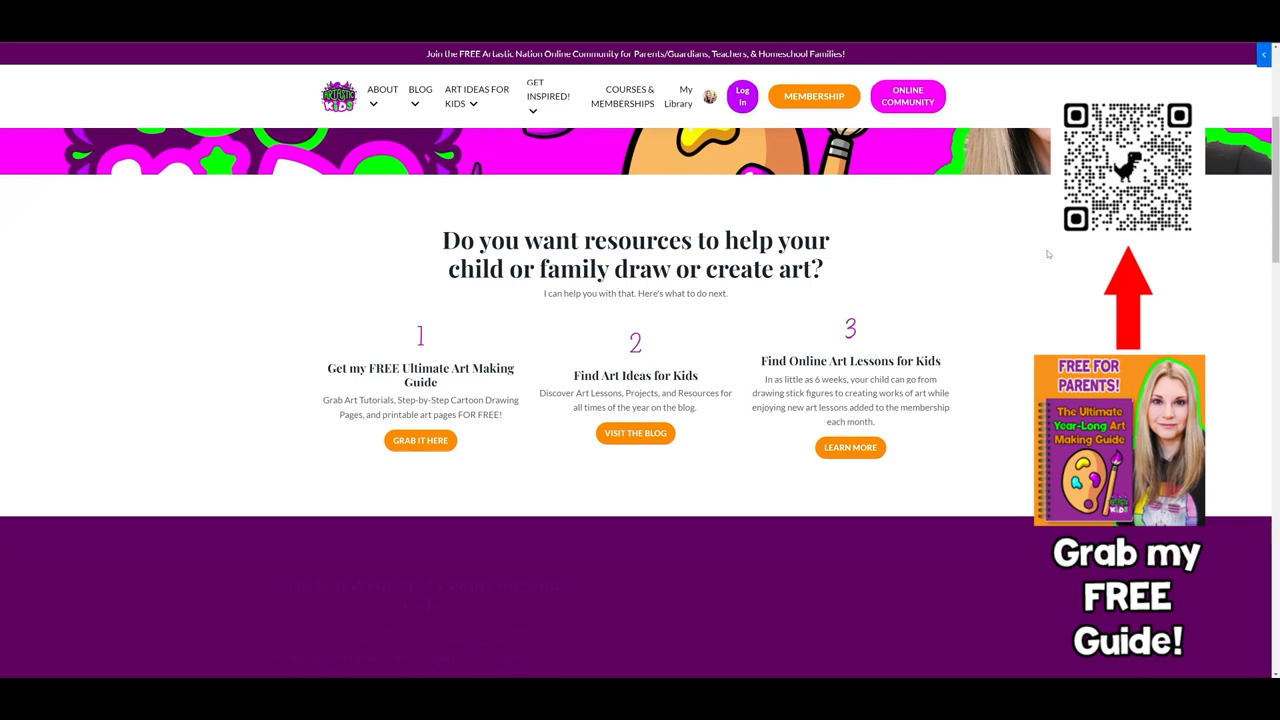 Join the FREE Artastic Nation Online Community for Parents/Guardians, Teachers, & Homeschool Families!
ARTASTIC
KIDS
ABOUT
BLOG
ART IDEAS FOR
KIDS
GET
INSPIRED!
COURSES &
MEMBERSHIPS
My
Library
Log
In
MEMBERSHIP
ONLINE
COMMUNITY
Do you want resources to help your
child or family draw or create art?
I can help you with that. Here's what to do next.
1
Get my FREE Ultimate Art Making
Guide
Grab Art Tutorials, Step-by-Step Cartoon Drawing
Pages, and printable art pages FOR FREE!
GRAB IT HERE
2
Find Art Ideas for Kids
Discover Art Lessons, Projects, and Resources for
all times of the year on the blog.
VISIT THE BLOG
3
Find Online Art Lessons for Kids
In as little as 6 weeks, your child can go from
drawing stick figures to creating works of art while
enjoying new art lessons added to the membership
each month.
LEARN MORE
FREE FOR
PARENTS!
The Ultimate
Year-Long Art
Making Guide
Grab my
FREE
Guide!